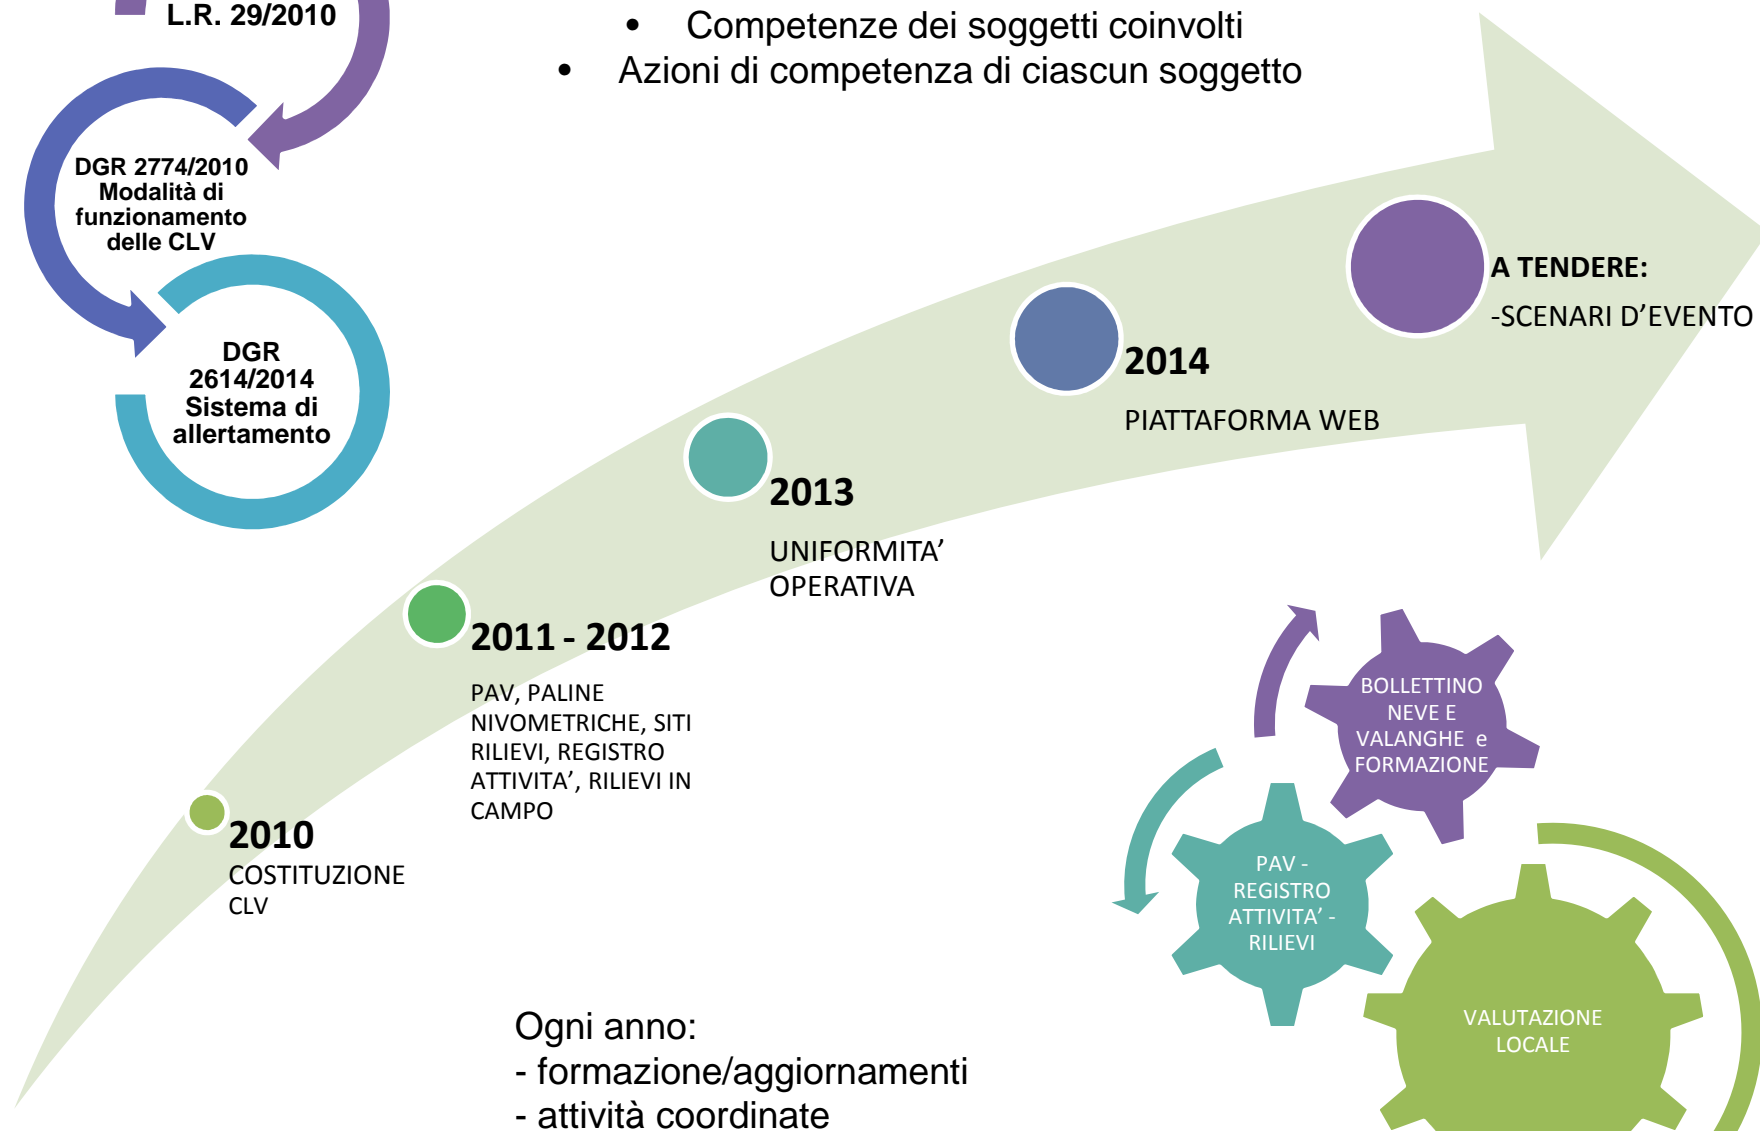 L.R. 29/2010
• Competenze dei soggetti coinvolti
• Azioni di competenza di ciascun soggetto
DGR 2774/2010
Modalità di
funzionamento
delle CLV
DGR
2614/2014
Sistema di
allertamento
A TENDERE:
-SCENARI D’EVENTO
2014
PIATTAFORMA WEB
2013
UNIFORMITA’
OPERATIVA
2011 - 2012
PAV, PALINE
NIVOMETRICHE, SITI
RILIEVI, REGISTRO
ATTIVITA’, RILIEVI IN
CAMPO
2010
COSTITUZIONE
CLV
BOLLETTINO
NEVE E
VALANGHE e
FORMAZIONE
PAV -
REGISTRO
ATTIVITA’ -
RILIEVI
VALUTAZIONE
LOCALE
Ogni anno:
- formazione/aggiornamenti
- attività coordinate